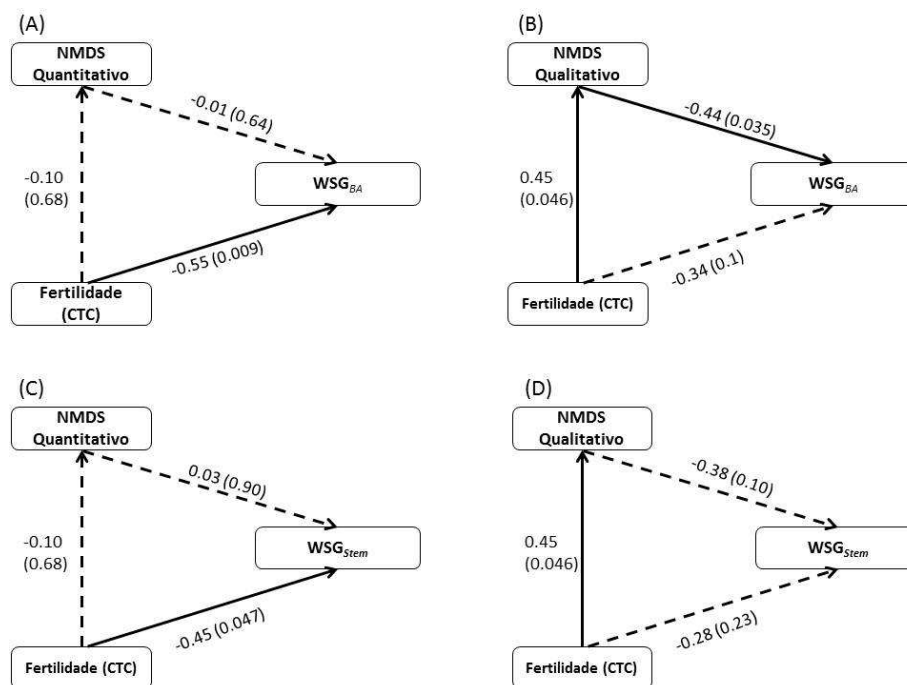 (A)
NMDS
Quantitativo
-0.01 (0.64)
-0.10
(0.68)
WSG_BA
-0.55 (0.009)
Fertilidade
(CTC)
(B)
NMDS
Qualitativo
-0.44 (0.035)
0.45
(0.046)
WSG_BA
-0.34 (0.1)
Fertilidade (CTC)
(C)
NMDS
Quantitativo
0.03 (0.90)
-0.10
(0.68)
WSG_Stem
-0.45 (0.047)
Fertilidade (CTC)
(D)
NMDS
Qualitativo
-0.38 (0.10)
0.45
(0.046)
WSG_Stem
-0.28 (0.23)
Fertilidade (CTC)